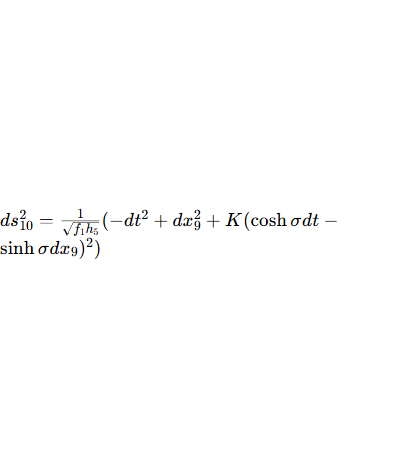 $ds_{10}^2 = \frac{1}{\sqrt{f_1 h_5}}(-dt^2 + dx_9^2 + K(\cosh \sigma dt -$
$\sinh \sigma dx_9)^2)$